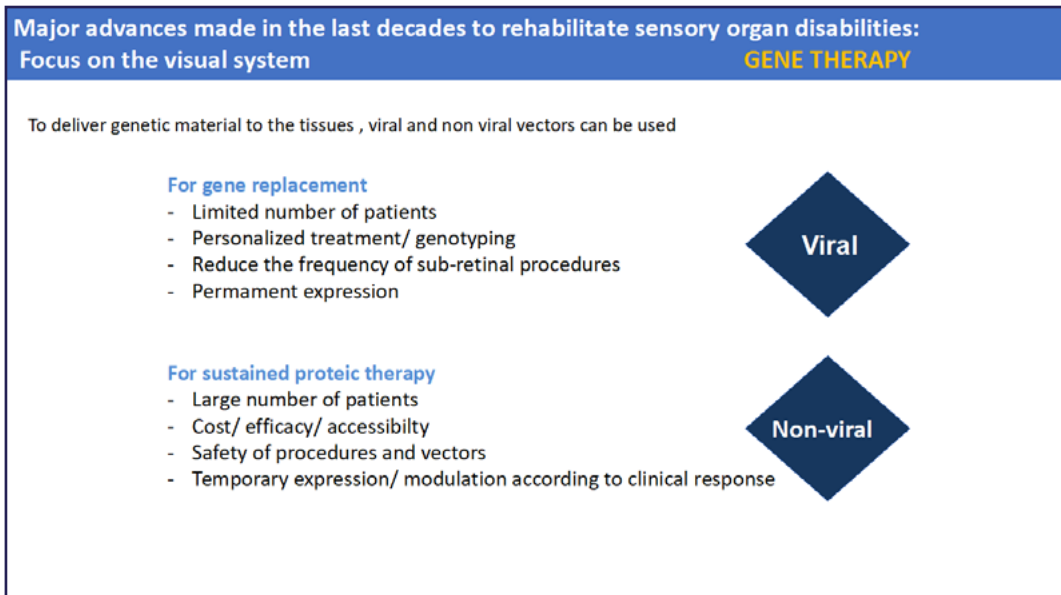 Major advances made in the last decades to rehabilitate sensory organ disabilities:
Focus on the visual system GENE THERAPY
To deliver genetic material to the tissues , viral and non viral vectors can be used
For gene replacement
- Limited number of patients
- Personalized treatment/ genotyping
- Reduce the frequency of sub-retinal procedures
- Permament expression
Viral
For sustained proteic therapy
- Large number of patients
- Cost/ efficacy/ accessibilty
- Safety of procedures and vectors
- Temporary expression/ modulation according to clinical response
Non-viral